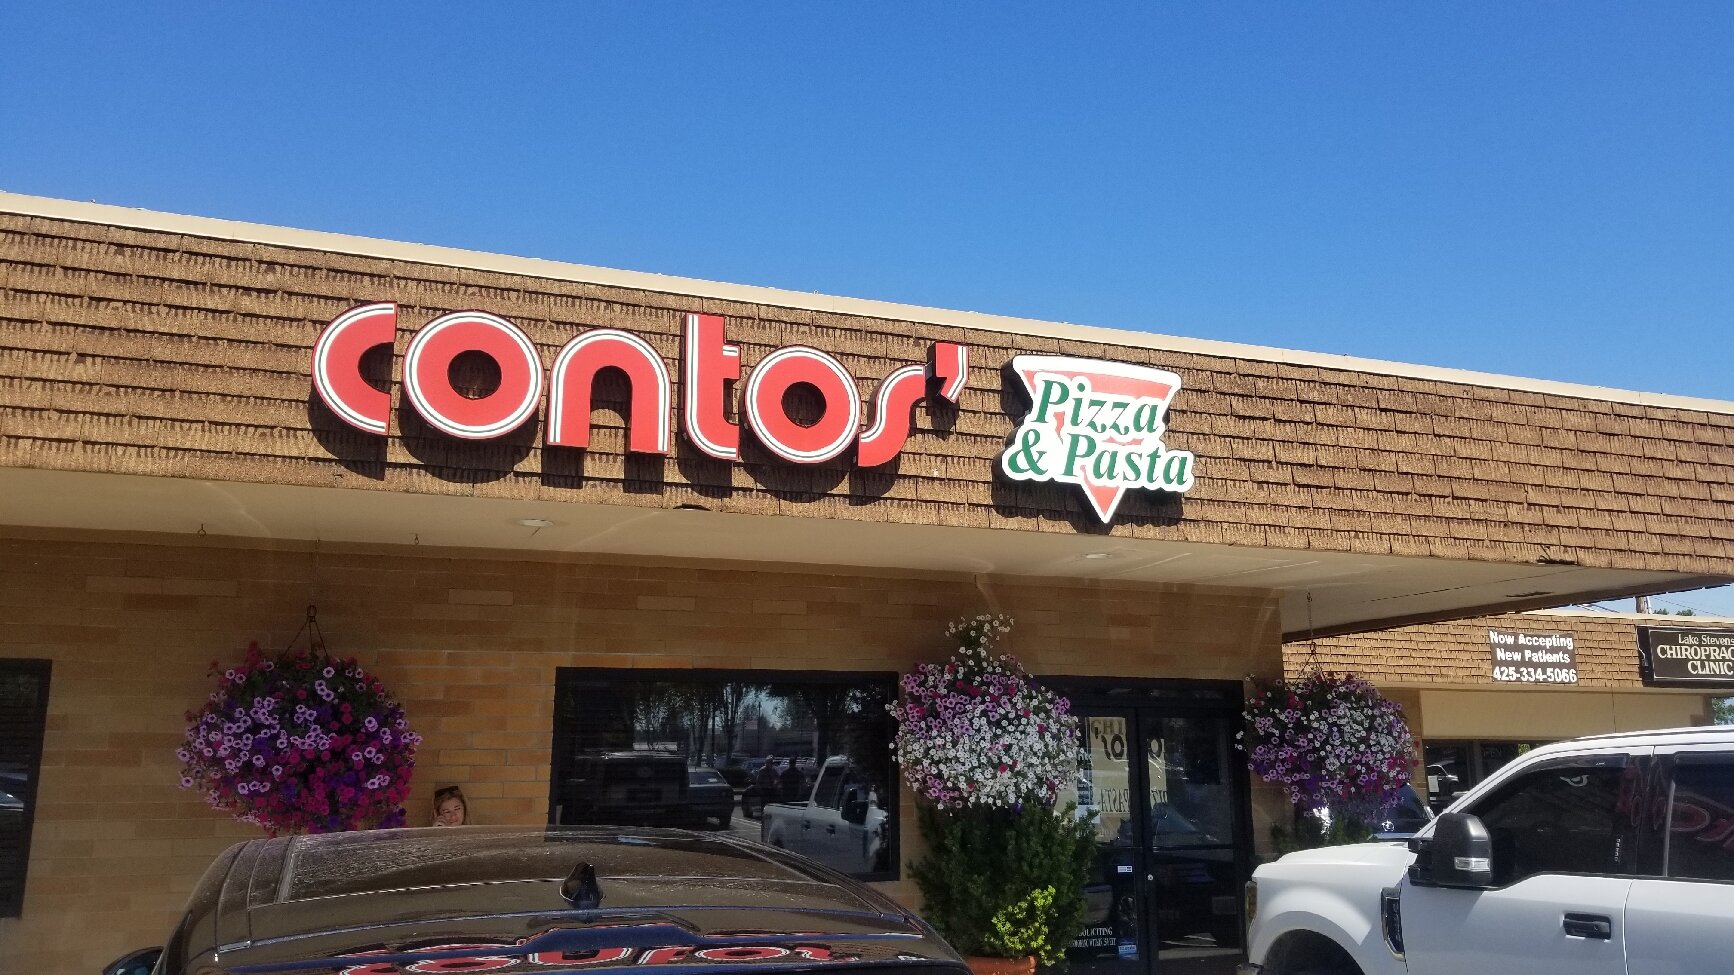 Contos'
Pizza
& Pasta
Now Accepting
New Patients
425-334-5066
Lake Stevens
CHIROPRAC
CLINIC